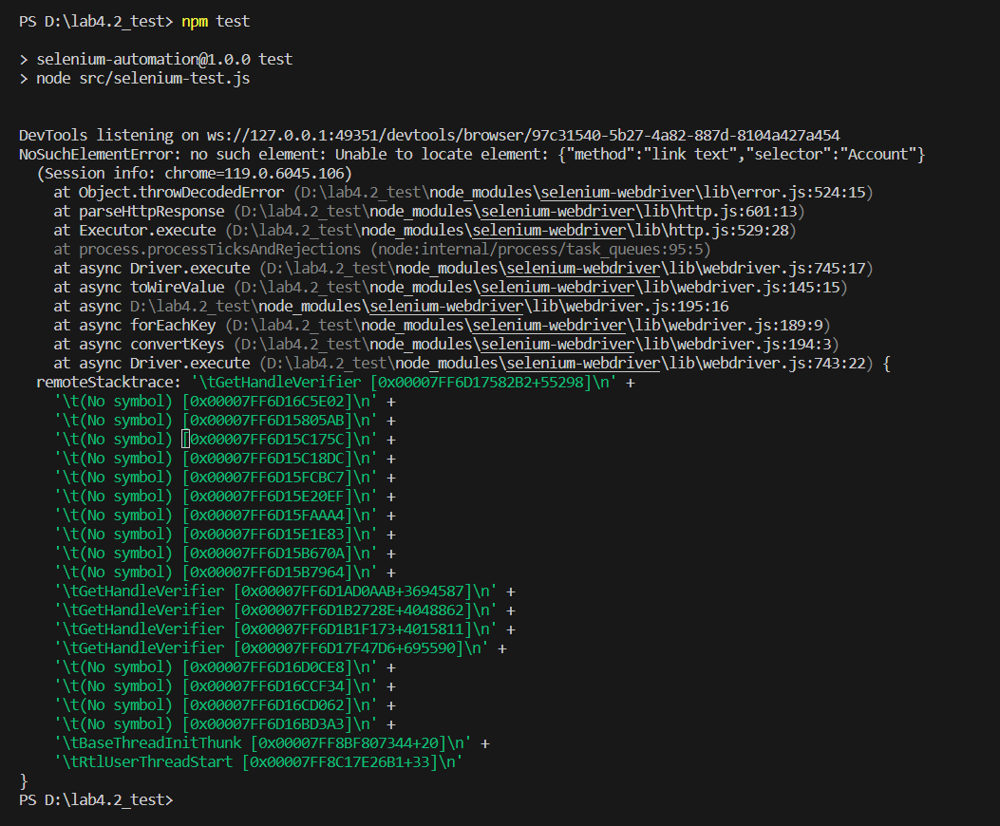 PS D:\lab4.2_test> npm test
> selenium-automation@1.0.0 test
> node src/selenium-test.js
DevTools listening on ws://127.0.0.1:49351/devtools/browser/97c31540-5b27-4a82-887d-8104a427a454
NoSuchElementError: no such element: Unable to locate element: {"method":"link text","selector":"Account"}
(Session info: chrome=119.0.6045.106)
at Object.throwDecodedError (D:\lab4.2_test\node_modules\selenium-webdriver\lib\error.js:524:15)
at parseHttpResponse (D:\lab4.2_test\node_modules\selenium-webdriver\lib\http.js:601:13)
at Executor.execute (D:\lab4.2_test\node_modules\selenium-webdriver\lib\http.js:529:28)
at process.processTicksAndRejections (node:internal/process/task_queues:95:5)
at async Driver.execute (D:\lab4.2_test\node_modules\selenium-webdriver\lib\webdriver.js:745:17)
at async toWireValue (D:\lab4.2_test\node_modules\selenium-webdriver\lib\webdriver.js:145:15)
at async D:\lab4.2_test\node_modules\selenium-webdriver\lib\webdriver.js:195:16
at async forEachKey (D:\lab4.2_test\node_modules\selenium-webdriver\lib\webdriver.js:189:9)
at async convertKeys (D:\lab4.2_test\node_modules\selenium-webdriver\lib\webdriver.js:194:3)
at async Driver.execute (D:\lab4.2_test\node_modules\selenium-webdriver\lib\webdriver.js:743:22) {
remoteStacktrace: '\tGetHandleVerifier [0x00007FF6D17582B2+55298]\n' +
'\t(No symbol) [0x00007FF6D16C5E02]\n' +
'\t(No symbol) [0x00007FF6D15805AB]\n' +
'\t(No symbol) [0x00007FF6D15C175C]\n' +
'\t(No symbol) [0x00007FF6D15C18DC]\n' +
'\t(No symbol) [0x00007FF6D15FCBC7]\n' +
'\t(No symbol) [0x00007FF6D15E20EF]\n' +
'\t(No symbol) [0x00007FF6D15FAAA4]\n' +
'\t(No symbol) [0x00007FF6D15E1E83]\n' +
'\t(No symbol) [0x00007FF6D15B670A]\n' +
'\t(No symbol) [0x00007FF6D15B7964]\n' +
'\tGetHandleVerifier [0x00007FF6D1AD0AAB+3694587]\n' +
'\tGetHandleVerifier [0x00007FF6D1B2728E+4048862]\n' +
'\tGetHandleVerifier [0x00007FF6D1B1F173+4015811]\n' +
'\tGetHandleVerifier [0x00007FF6D17F47D6+695590]\n' +
'\t(No symbol) [0x00007FF6D16D0CE8]\n' +
'\t(No symbol) [0x00007FF6D16CCF34]\n' +
'\t(No symbol) [0x00007FF6D16CD062]\n' +
'\t(No symbol) [0x00007FF6D16BD3A3]\n' +
'\tBaseThreadInitThunk [0x00007FF8BF807344+20]\n' +
'\tRtlUserThreadStart [0x00007FF8C17E26B1+33]\n'
}
PS D:\lab4.2_test>